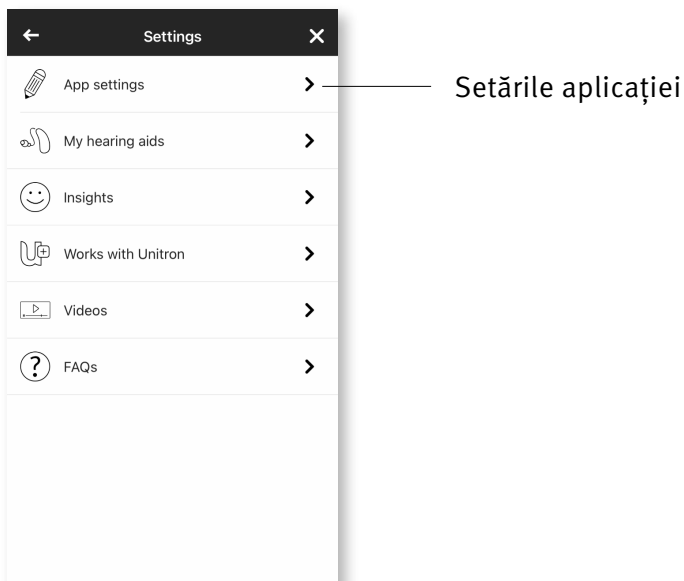 Settings
App settings
Setările aplicației
My hearing aids
Insights
Works with Unitron
Videos
FAQs